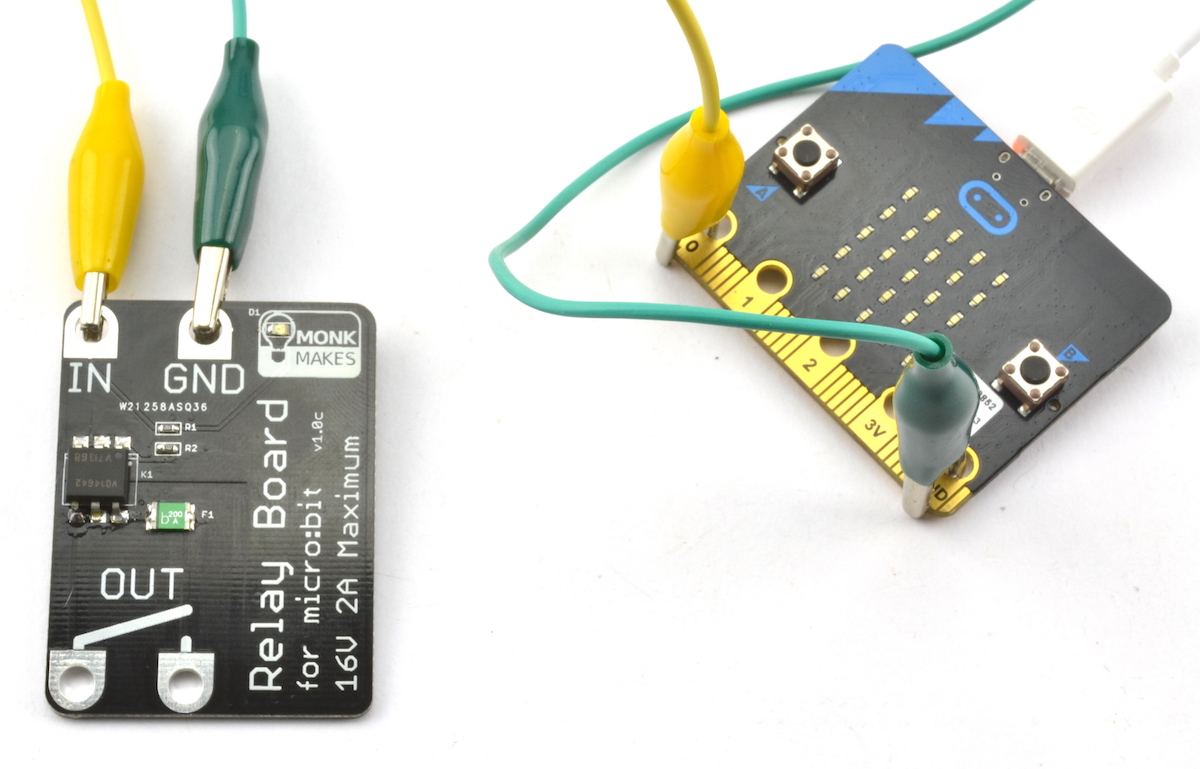 IN
GND
D1
MONK
MAKES
W21258ASQ36
R1
R2
K1
F1
200
OUT
Relay Board
v1.0c
for micro:bit
16V 2A Maximum
A
B
0
1
2
3V